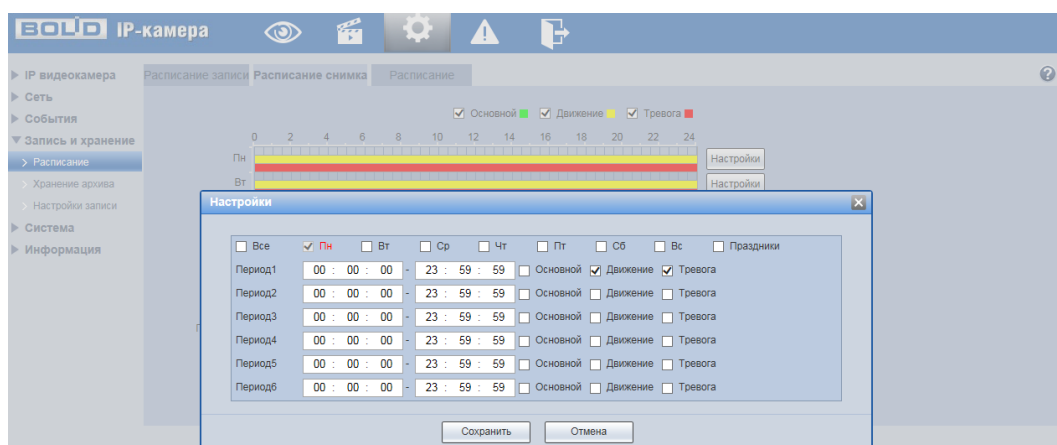 BOLID IP-камера
IP видеокамера
Сеть
События
Запись и хранение
Расписание
Хранение архива
Настройки записи
Система
Информация
Расписание записи Расписание снимка Расписание
Основной Движение Тревога
0 2 4 6 8 10 12 14 16 18 20 22 24
Пн Настройки
Вт Настройки
Настройки
Все Пн Вт Ср Чт Пт Сб Вс Праздники
Период1 00 : 00 : 00 - 23 : 59 : 59 Основной Движение Тревога
Период2 00 : 00 : 00 - 23 : 59 : 59 Основной Движение Тревога
Период3 00 : 00 : 00 - 23 : 59 : 59 Основной Движение Тревога
Период4 00 : 00 : 00 - 23 : 59 : 59 Основной Движение Тревога
Период5 00 : 00 : 00 - 23 : 59 : 59 Основной Движение Тревога
Период6 00 : 00 : 00 - 23 : 59 : 59 Основной Движение Тревога
Сохранить Отмена